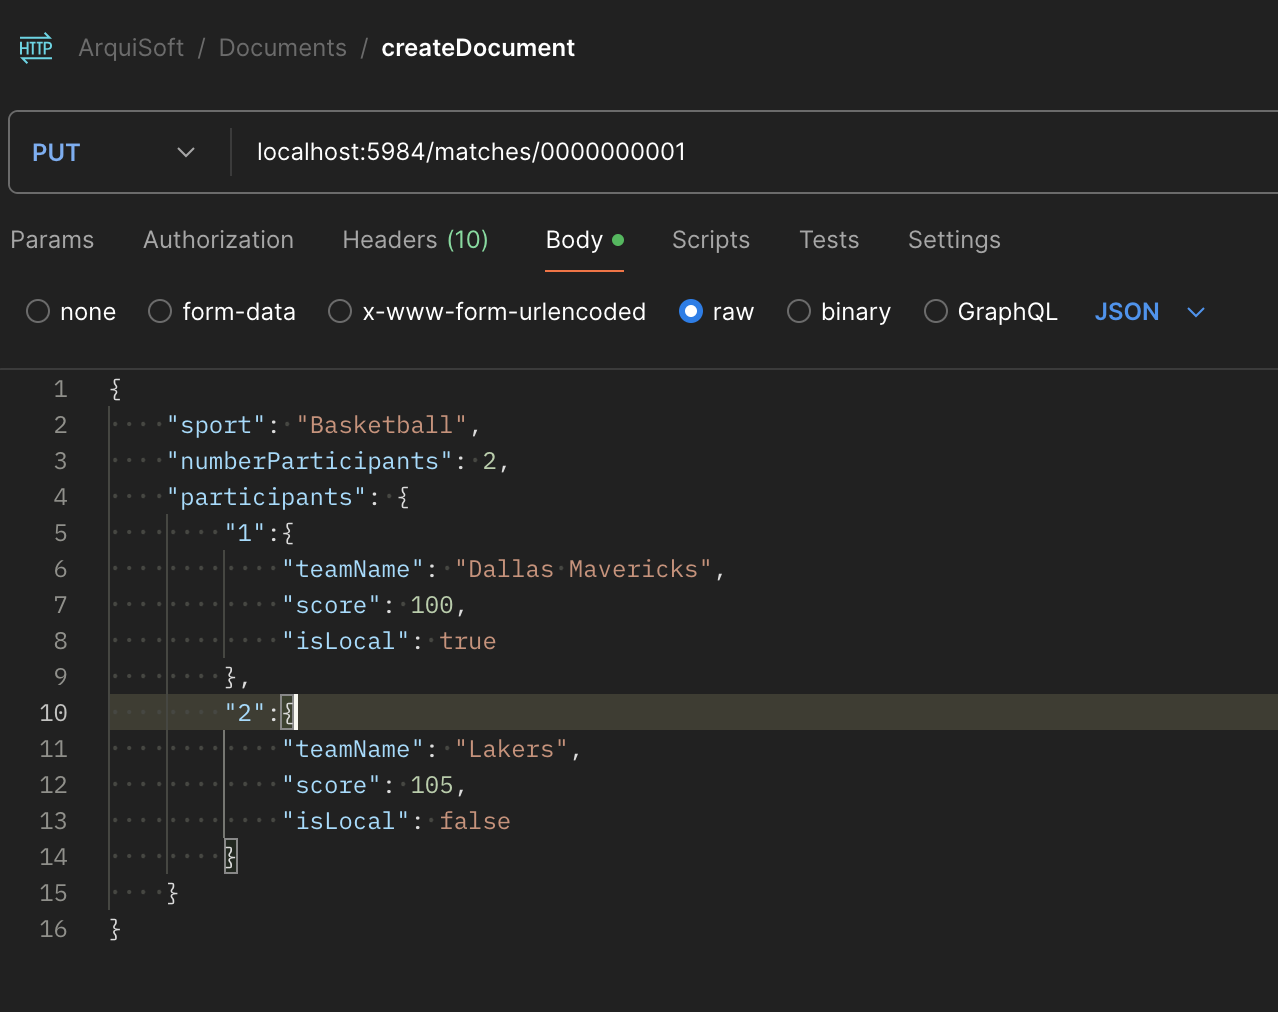 HTTP ArquiSoft / Documents / createDocument
PUT localhost:5984/matches/0000000001
Params Authorization Headers (10) Body Scripts Tests Settings
none form-data x-www-form-urlencoded raw binary GraphQL JSON
1 {
2 "sport": "Basketball",
3 "numberParticipants": 2,
4 "participants": {
5 "1":{
6 "teamName": "Dallas Mavericks",
7 "score": 100,
8 "isLocal": true
9 },
10 "2":{
11 "teamName": "Lakers",
12 "score": 105,
13 "isLocal": false
14 }
15 }
16 }